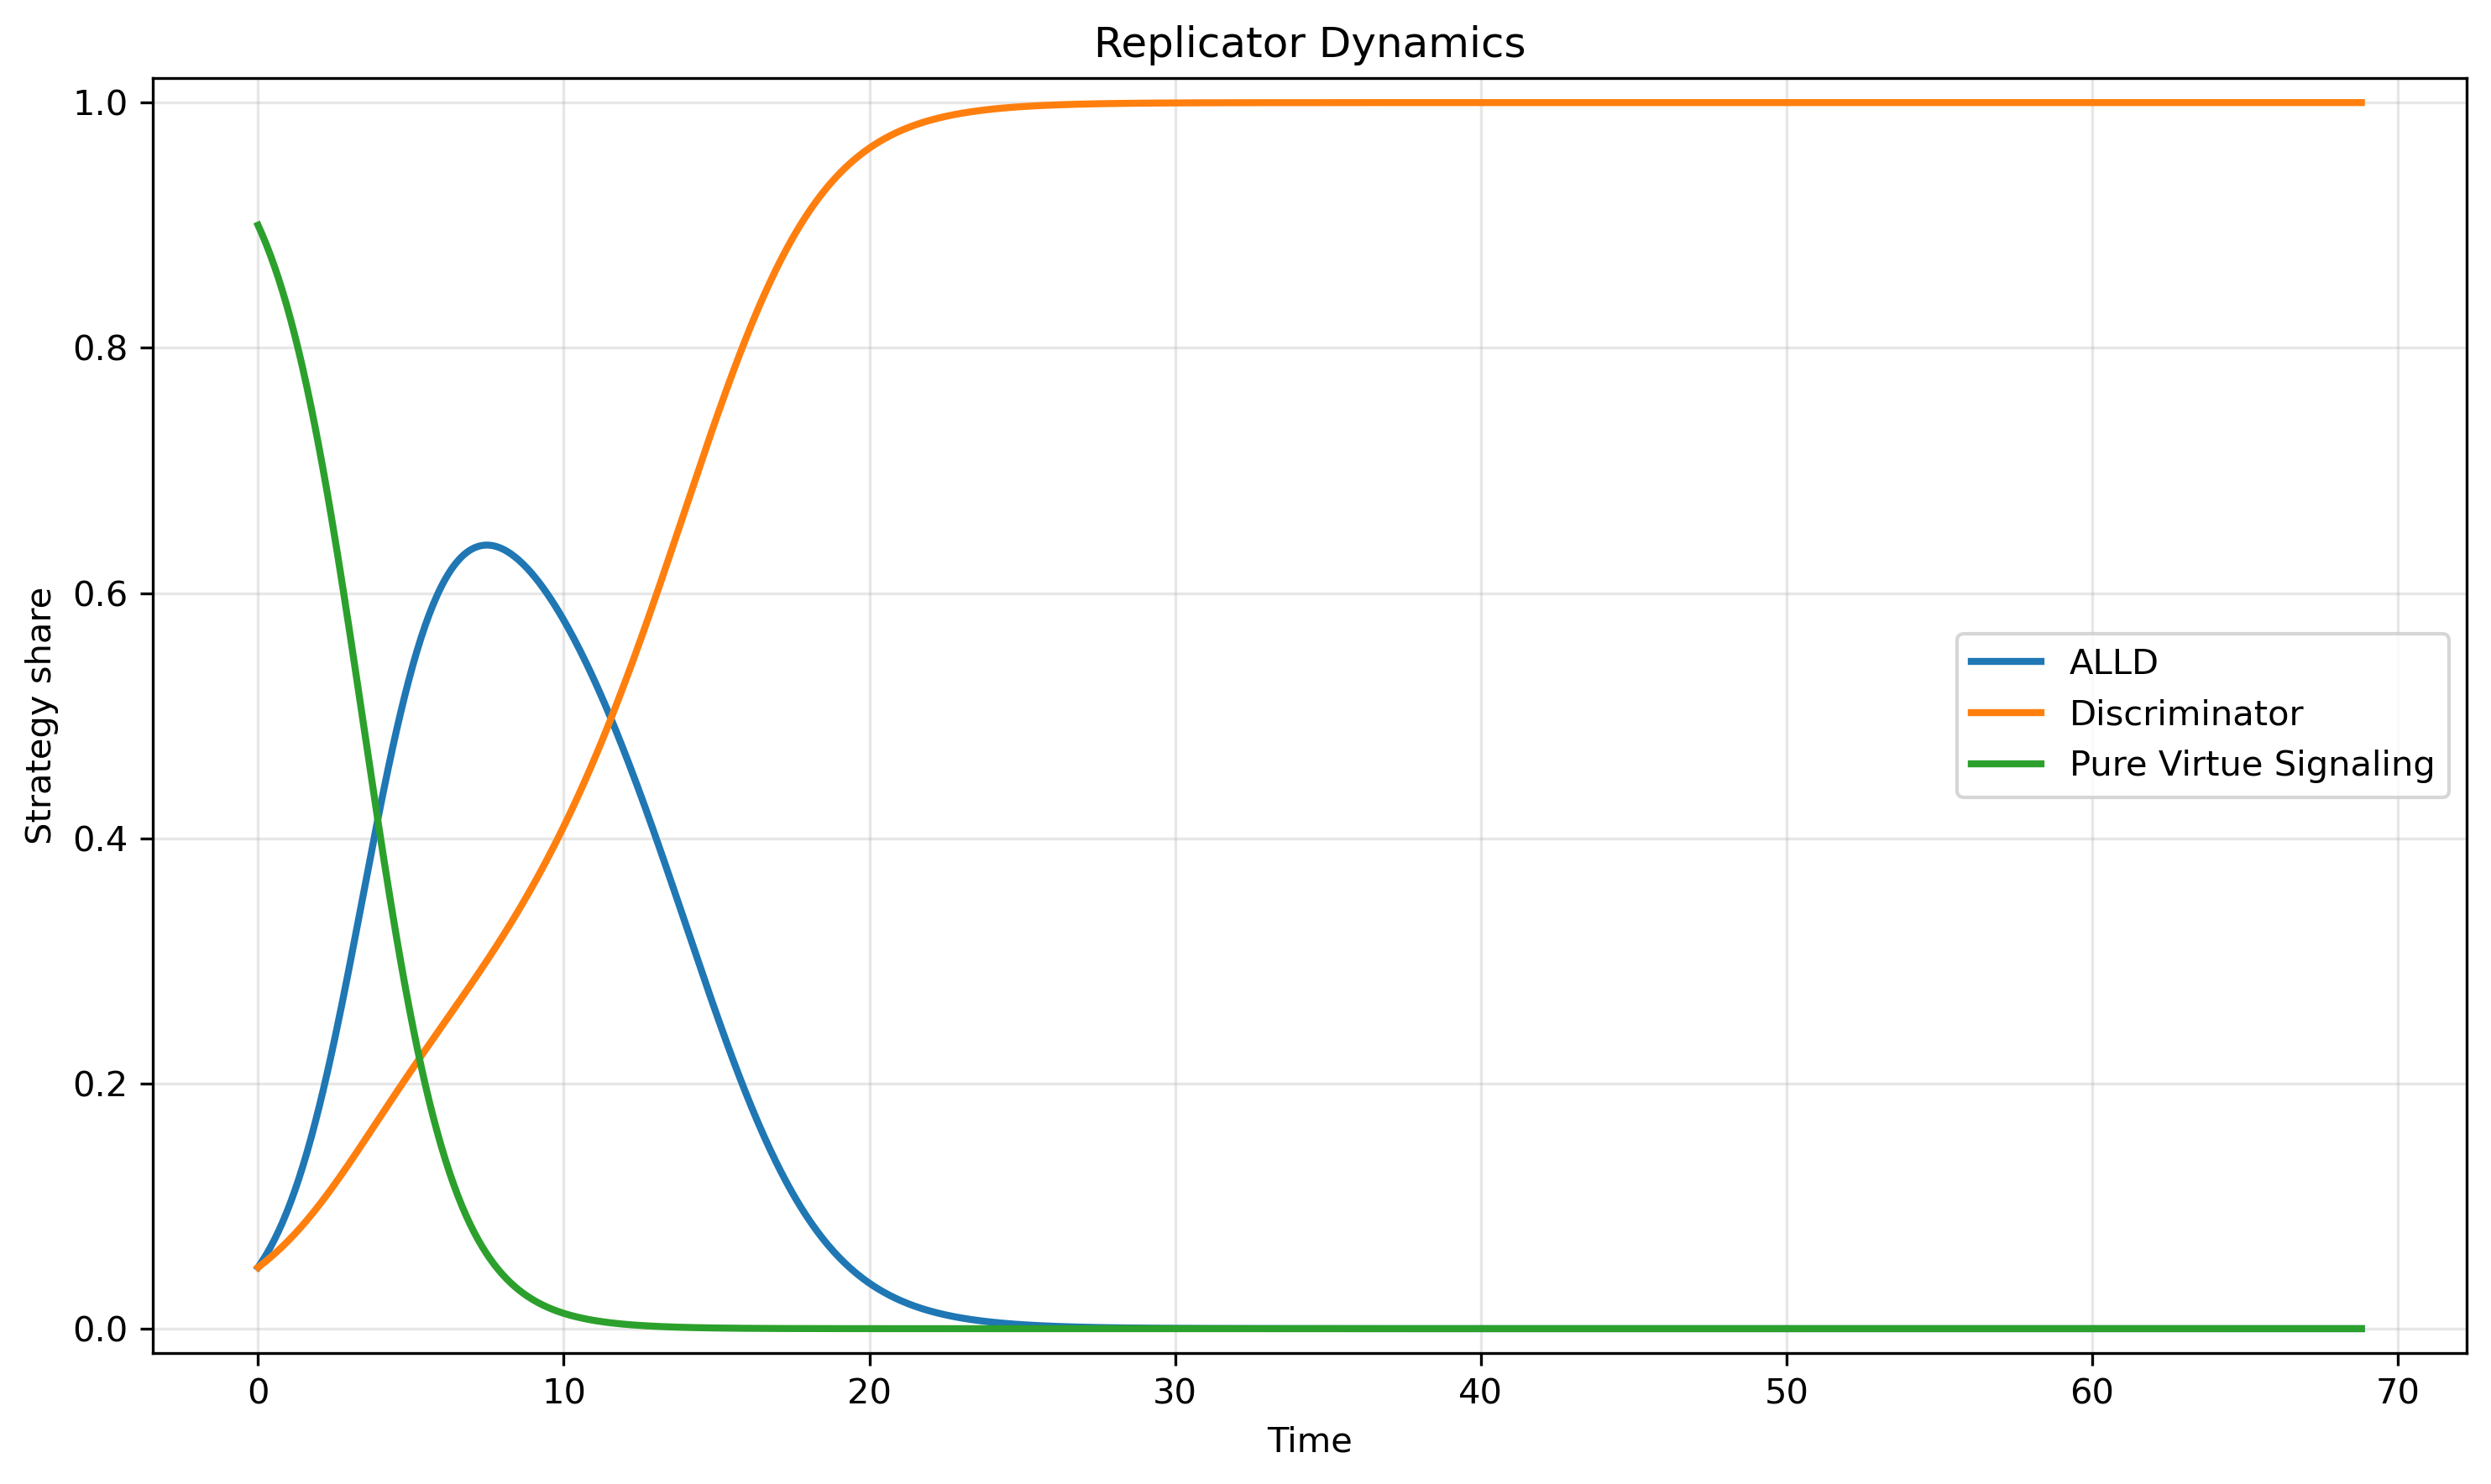 Replicator Dynamics
1.0
0.8
0.6
0.4
0.2
0.0
Strategy share
ALLD
Discriminator
Pure Virtue Signaling
0 10 20 30 40 50 60 70
Time